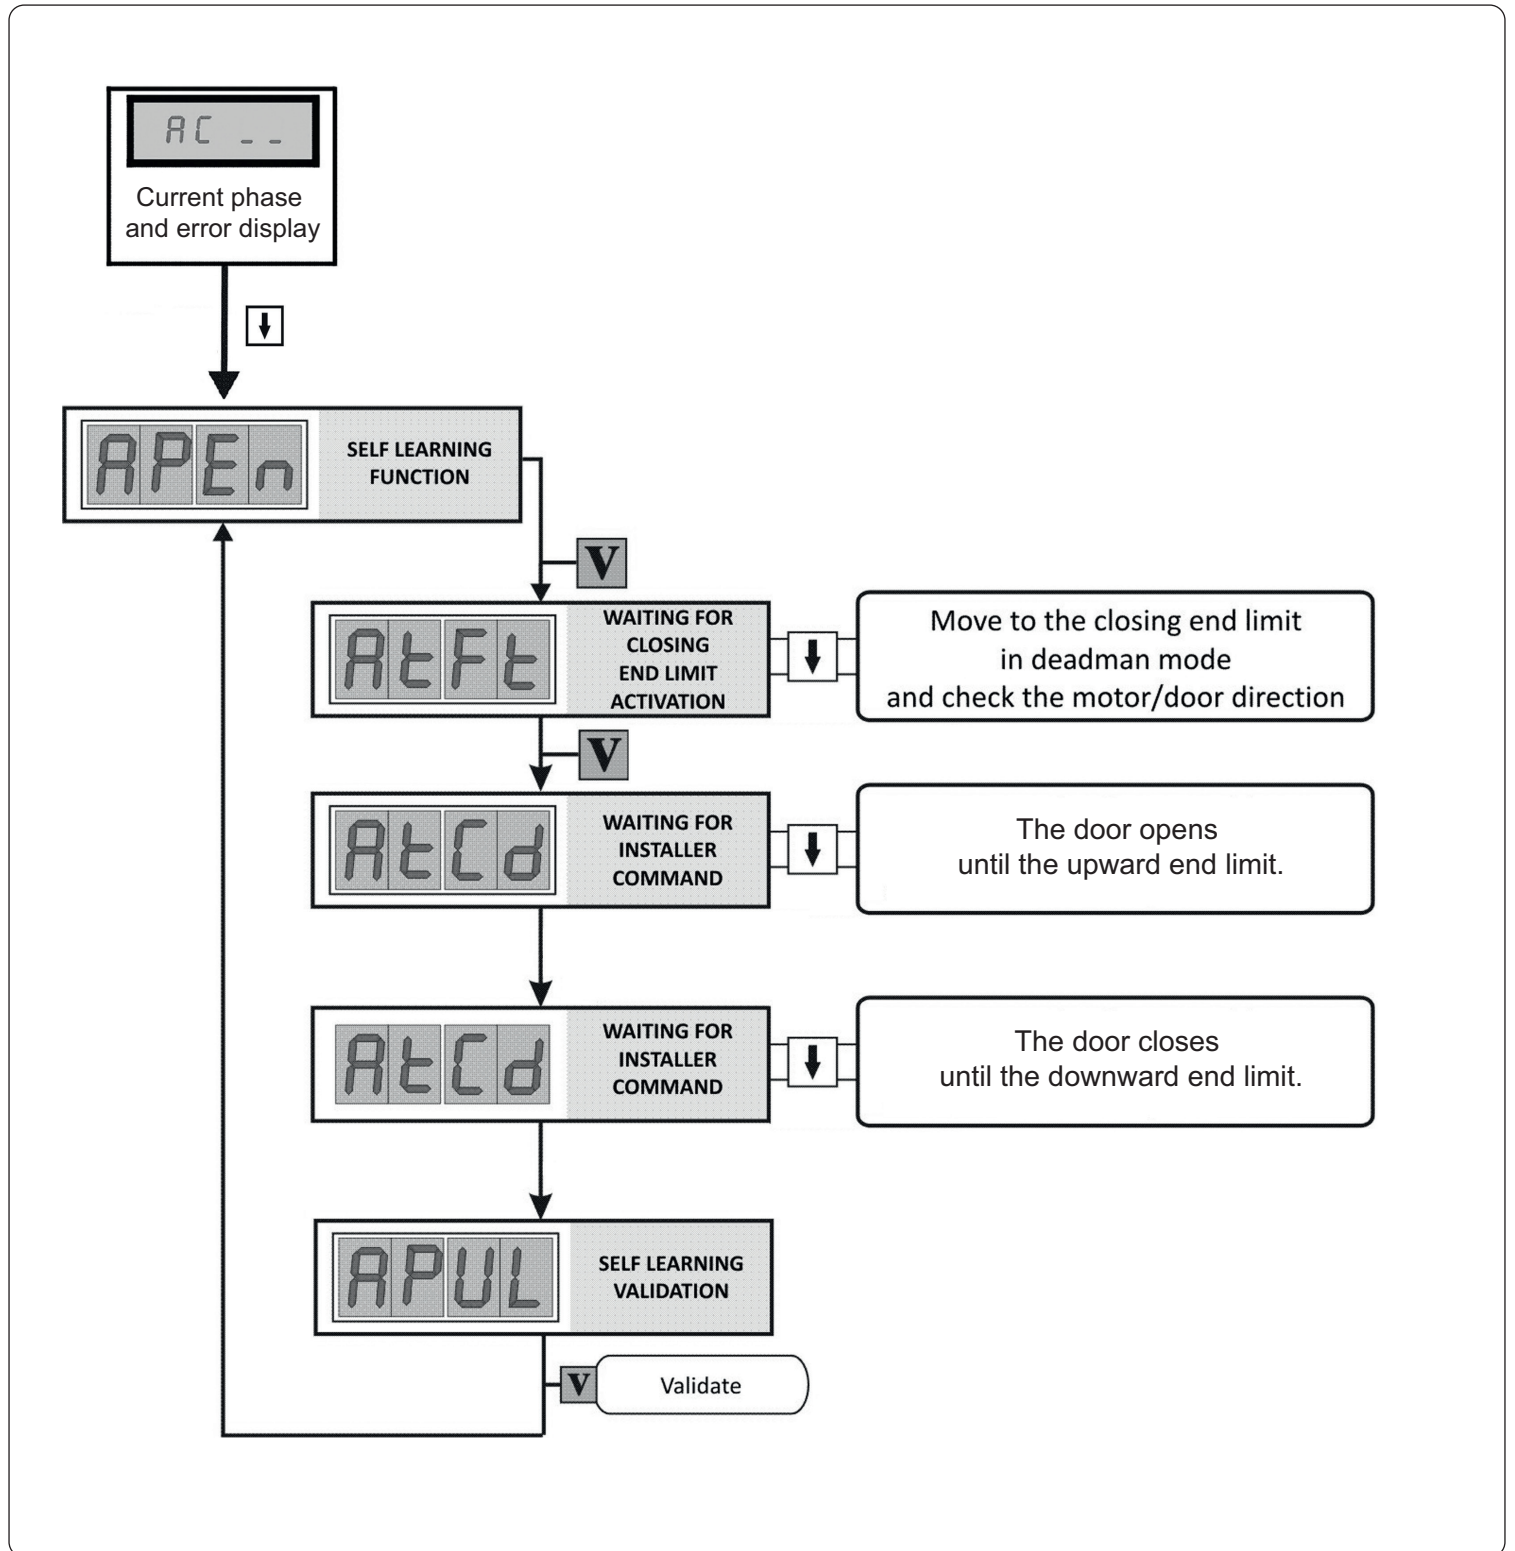 AC _ _
Current phase
and error display
APEn
SELF LEARNING
FUNCTION
V
AtFt
WAITING FOR
CLOSING
END LIMIT
ACTIVATION
Move to the closing end limit
in deadman mode
and check the motor/door direction
V
AtCd
WAITING FOR
INSTALLER
COMMAND
The door opens
until the upward end limit.
AtCd
WAITING FOR
INSTALLER
COMMAND
The door closes
until the downward end limit.
APUL
SELF LEARNING
VALIDATION
V
Validate